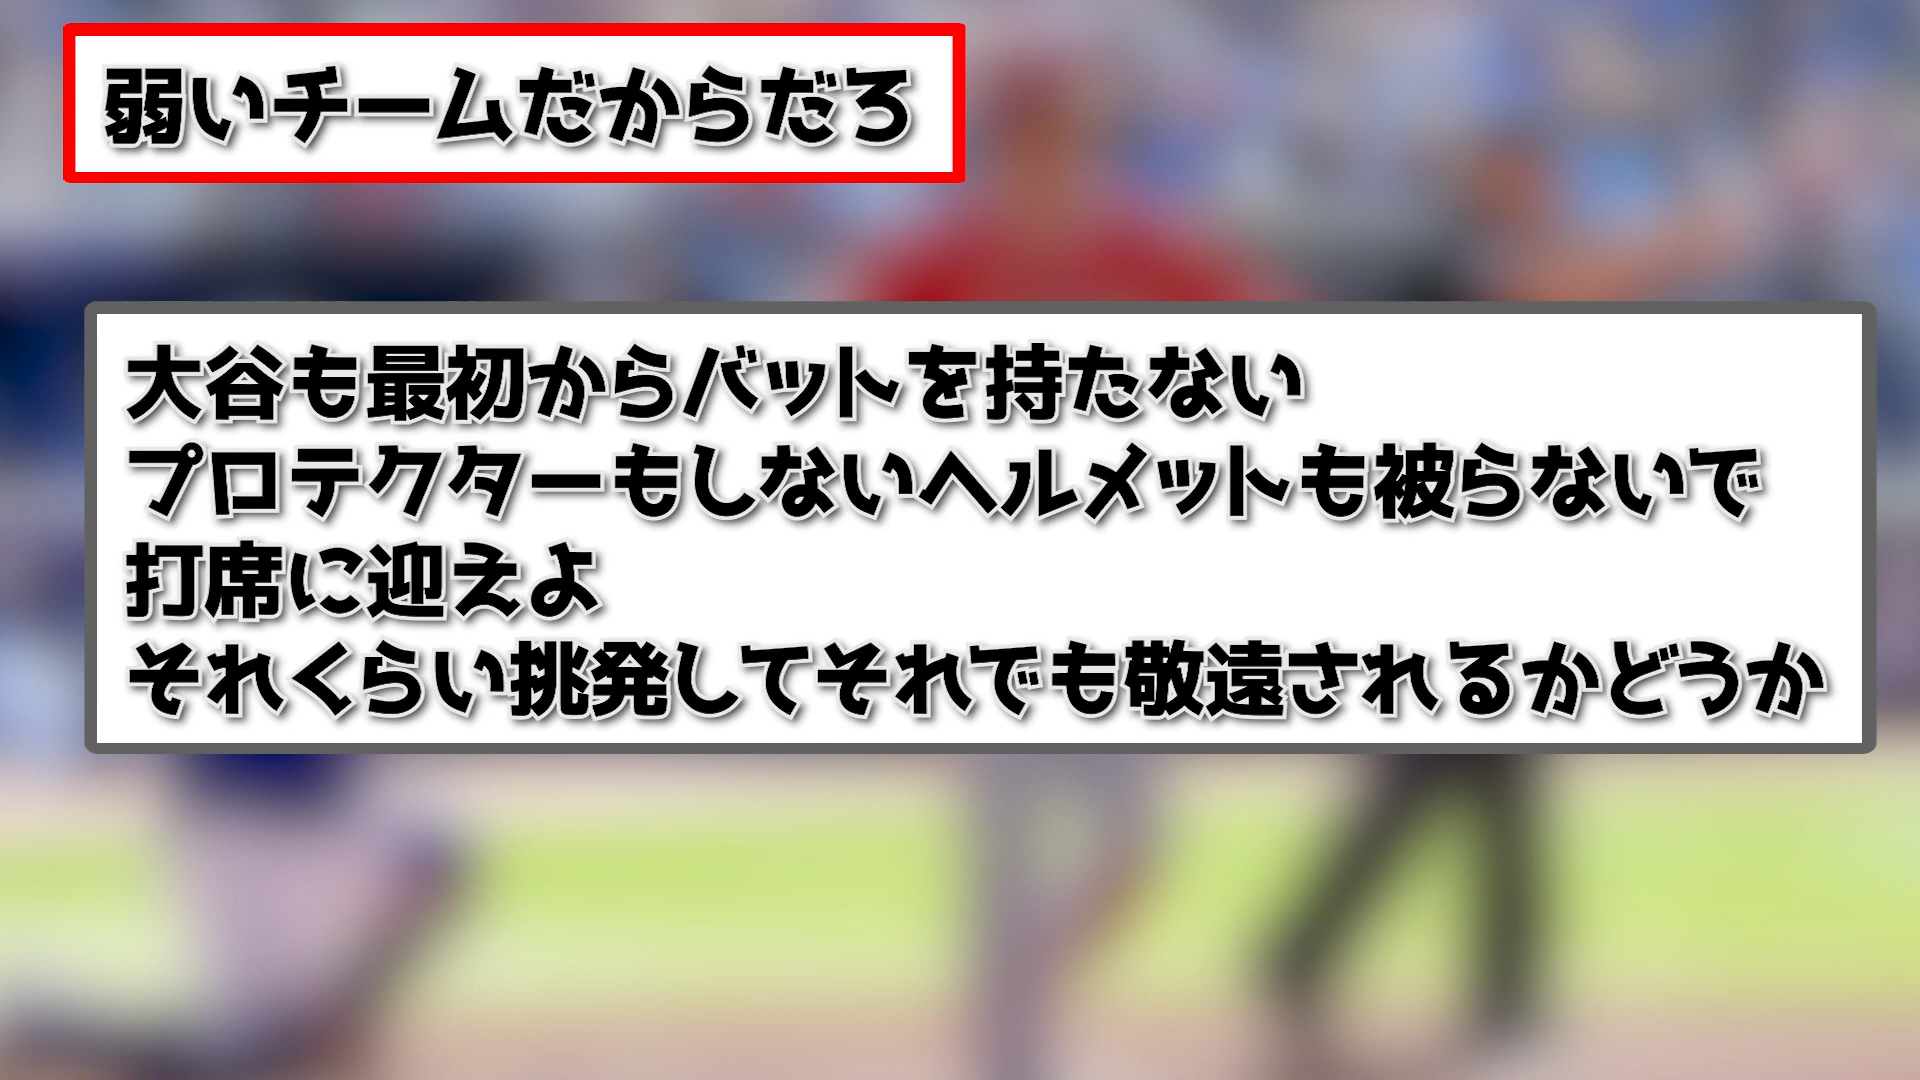 弱いチームだからだろ
大谷も最初からバットを持たない
プロテクターもしないヘルメットも被らないで
打席に迎えよ
それくらい挑発してそれでも敬遠されるかどうか